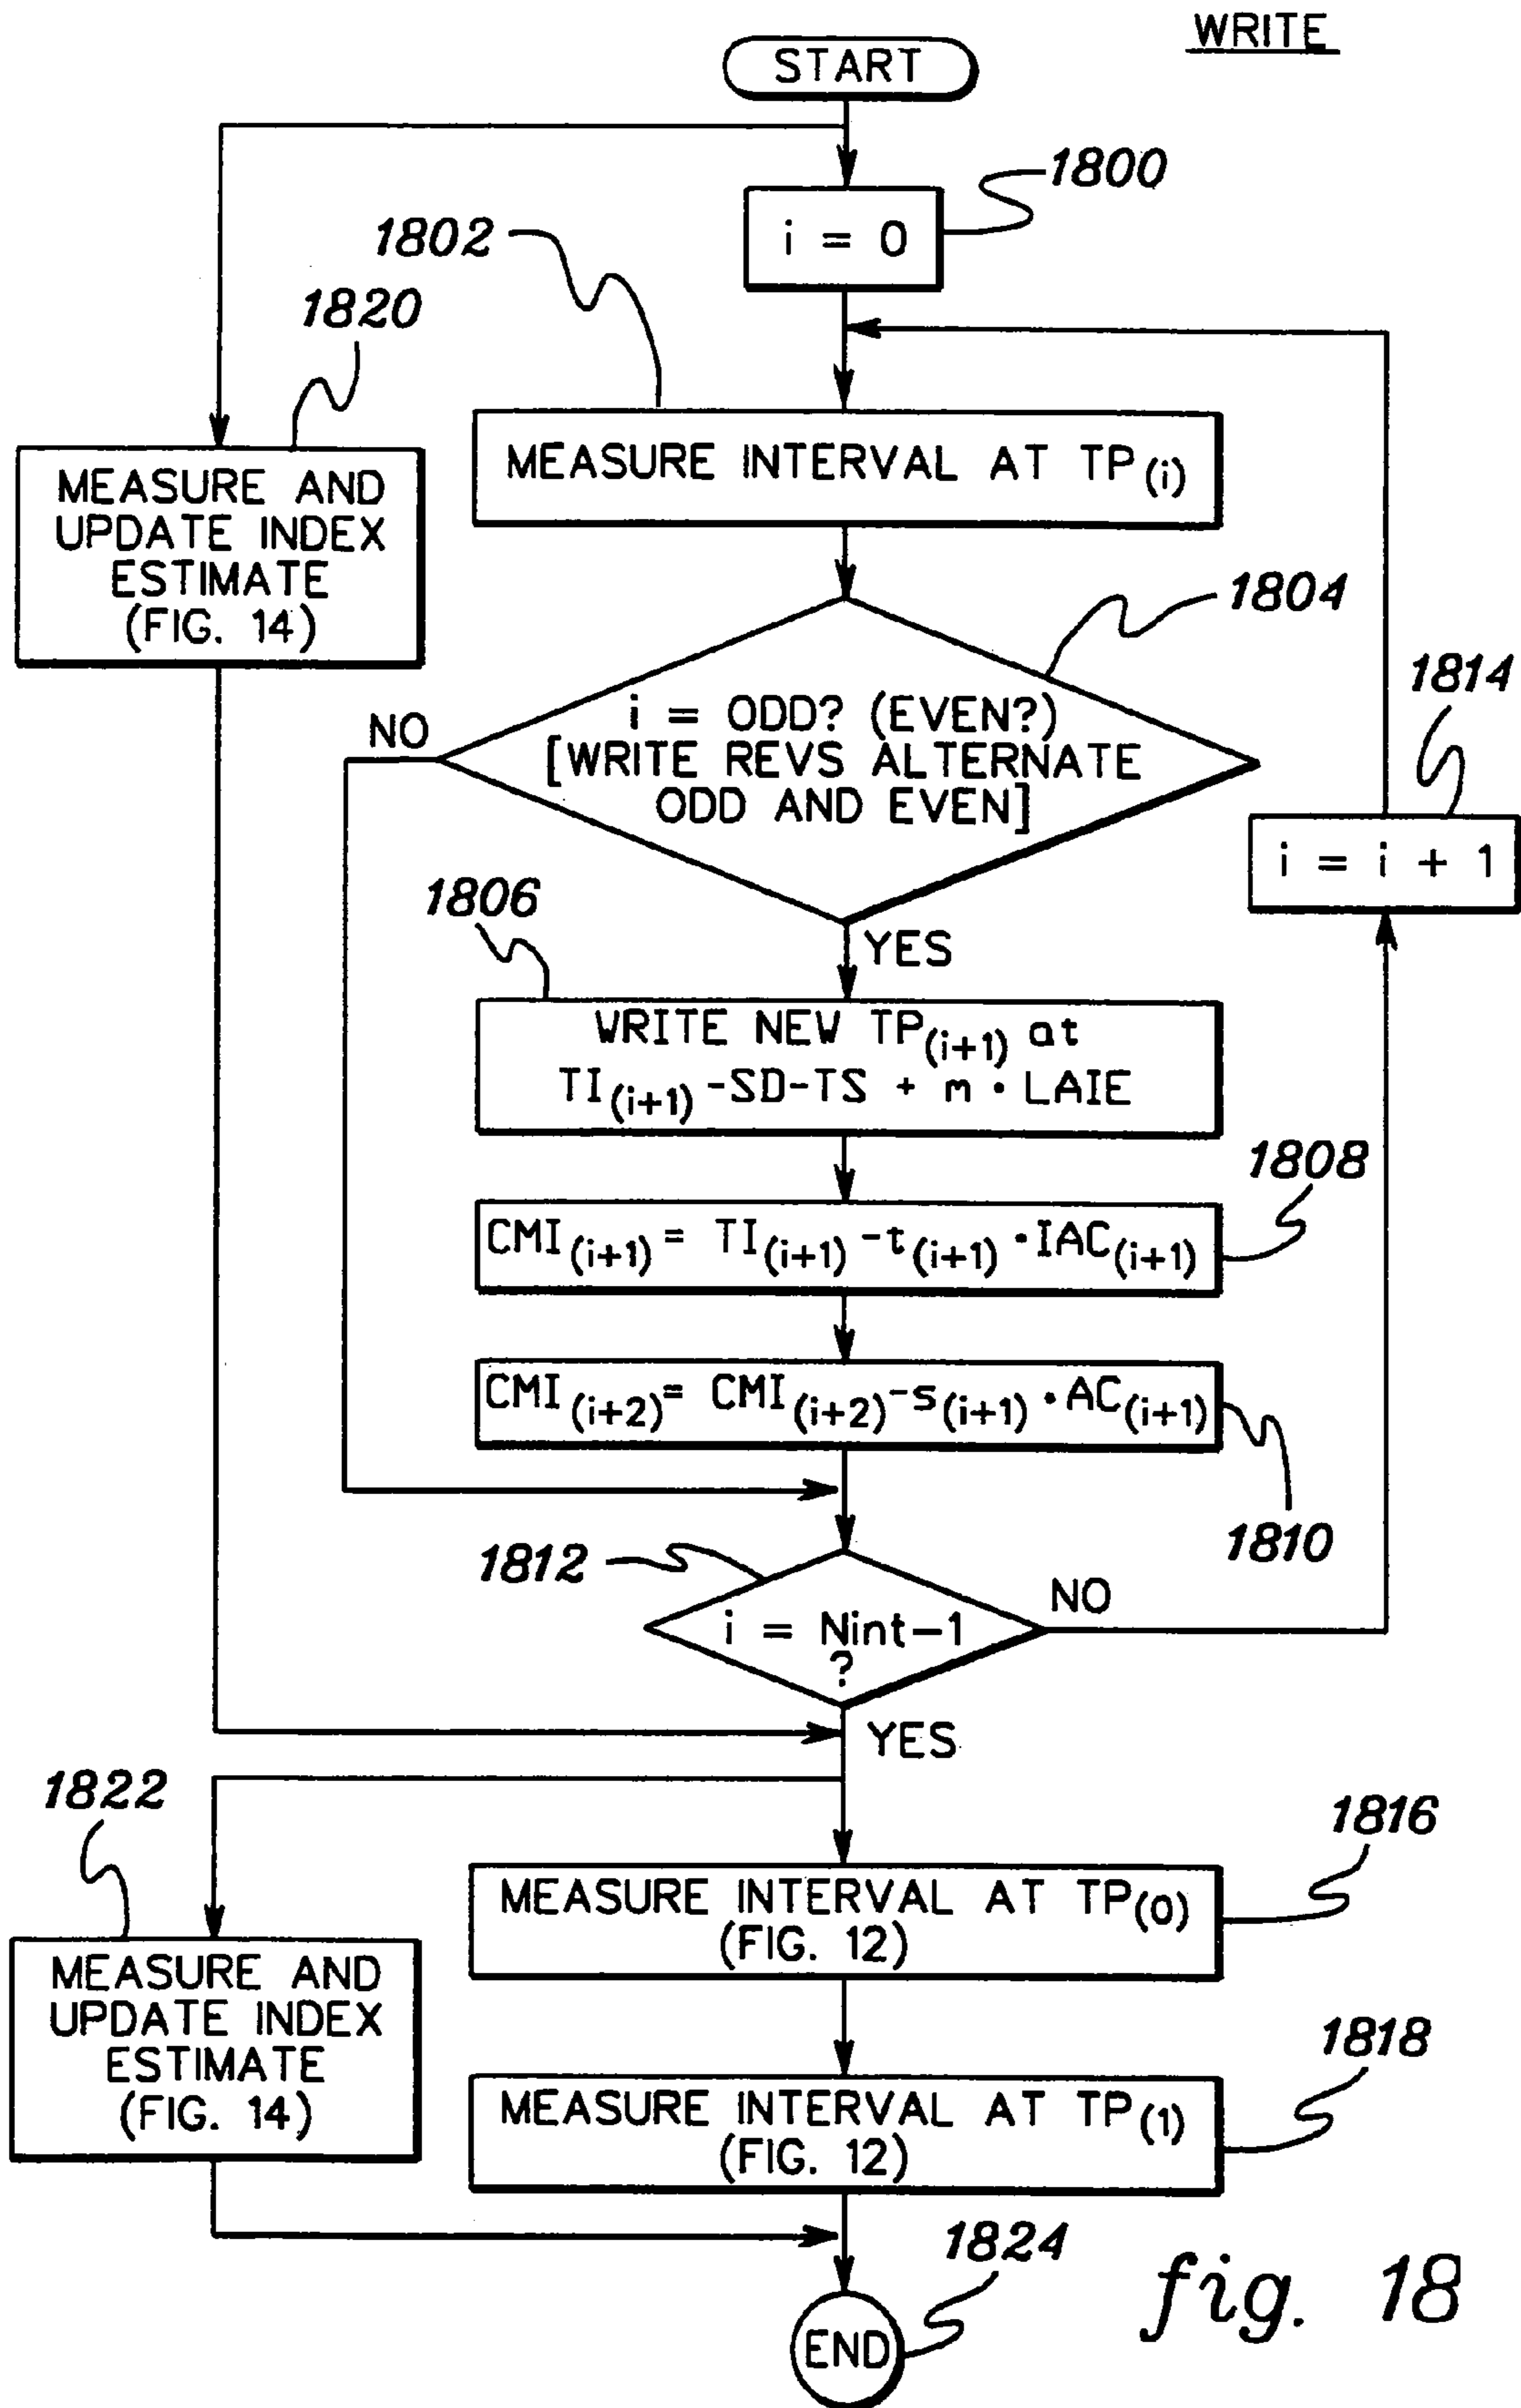 WRITE
START
1800
i = 0
1802
1820
MEASURE INTERVAL AT TP(i)
MEASURE AND
UPDATE INDEX
ESTIMATE
(FIG. 14)
1804
1814
NO
i = ODD? (EVEN?)
[WRITE REVS ALTERNATE
ODD AND EVEN]
i = i + 1
1806
YES
WRITE NEW TP(i+1) at
TI(i+1) -SD-TS + m • LAIE
1808
CMI(i+1) = TI(i+1) -t(i+1) •IAC(i+1)
CMI(i+2)= CMI(i+2)-s(i+1) •AC(i+1)
1810
1812
NO
i = Nint-1
?
YES
1822
1816
MEASURE INTERVAL AT TP(0)
(FIG. 12)
MEASURE AND
UPDATE INDEX
ESTIMATE
(FIG. 14)
1818
MEASURE INTERVAL AT TP(1)
(FIG. 12)
1824
END
fig. 18